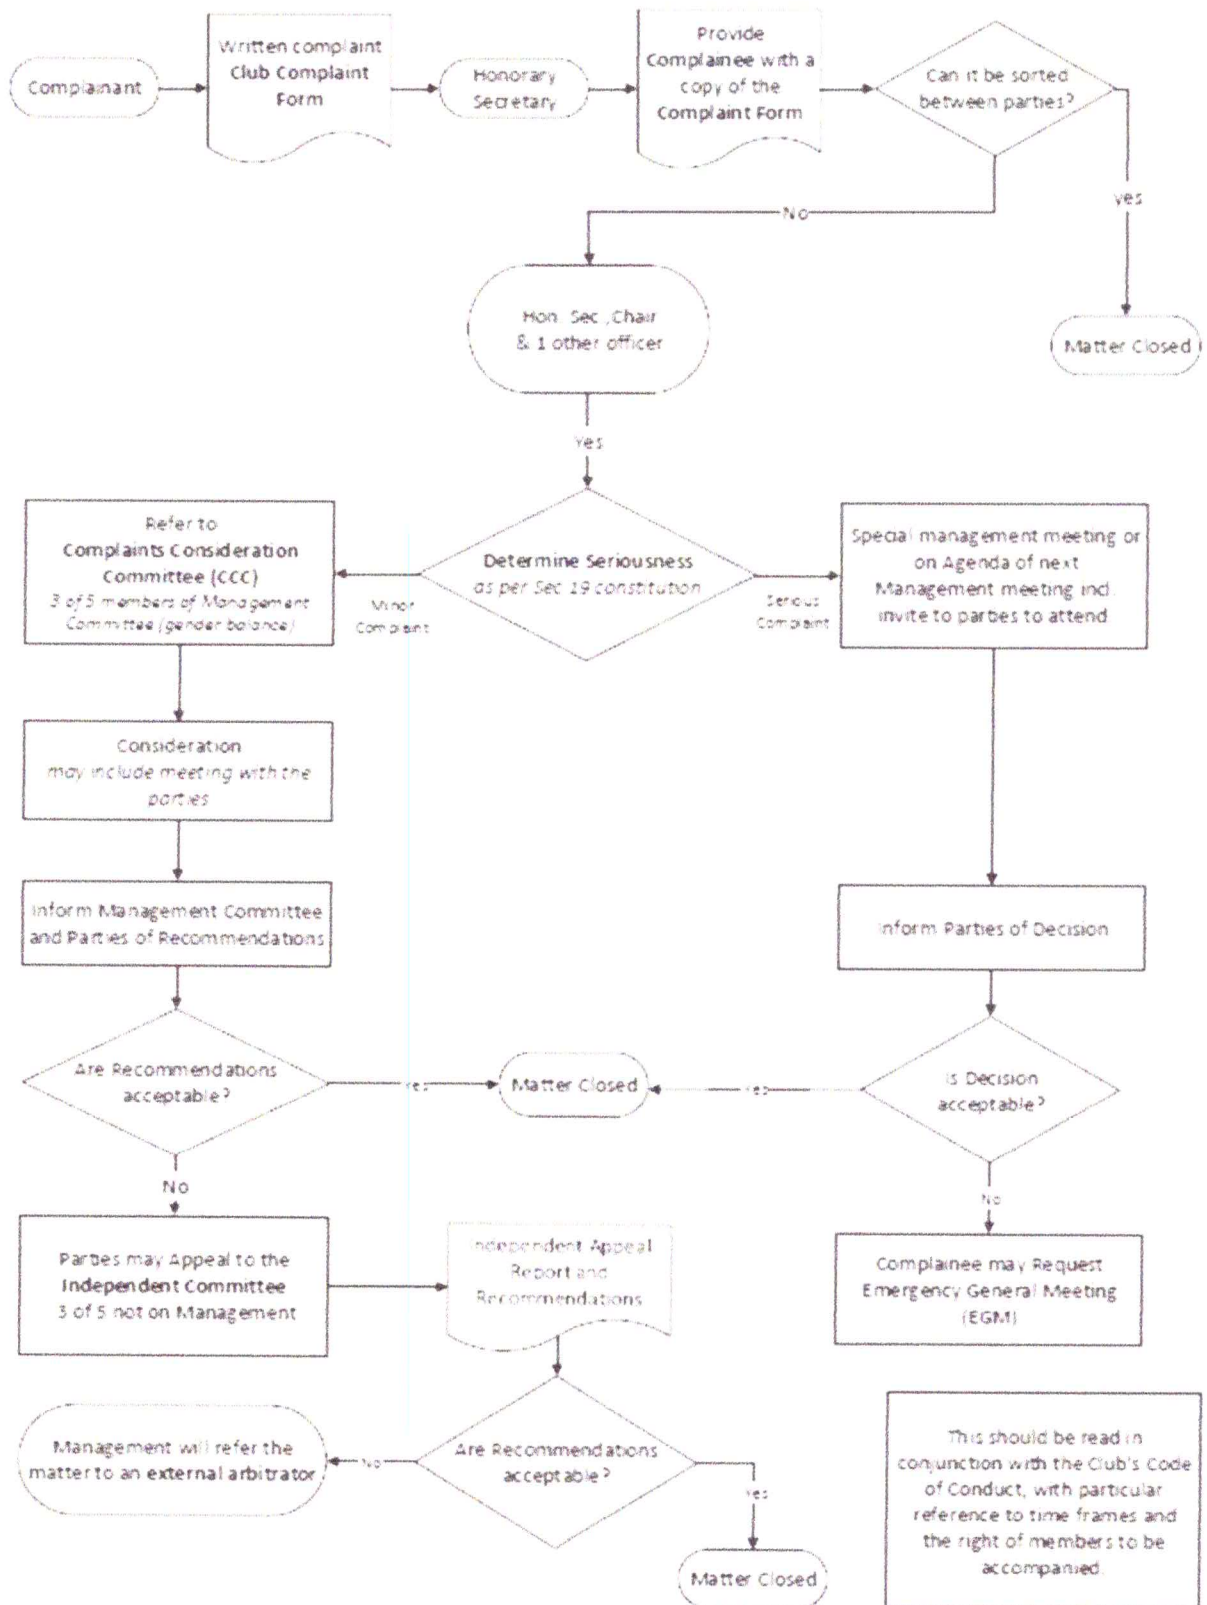 Complainant
Written complaint
Club Complaint
Form
Honorary
Secretary
Provide
Complainee with a
copy of the
Complaint Form
Can it be sorted
between parties?
No
yes
Hon. Sec., Chair
& 1 other officer
Matter Closed
Yes
Refer to
Complaints Consideration
Committee (CCC)
3 of 5 members of Management
Committee (gender balance)
Minor
Complaint
Determine Seriousness
as per Sec 19 constitution
Serious
Complaint
Special management meeting or
on Agenda of next
Management meeting incl.
invite to parties to attend
Consideration
may include meeting with the
parties
Inform Management Committee
and Parties of Recommendations
Inform Parties of Decision
Are Recommendations
acceptable?
Yes
Matter Closed
Yes
Is Decision
acceptable?
No
No
Parties may Appeal to the
Independent Committee
3 of 5 not on Management
Independent Appeal
Report and
Recommendations
Complainee may Request
Emergency General Meeting
(EGM)
Management will refer the
matter to an external arbitrator
No
Are Recommendations
acceptable?
Yes
Matter Closed
This should be read in
conjunction with the Club's Code
of Conduct, with particular
reference to time frames and
the right of members to be
accompanied.